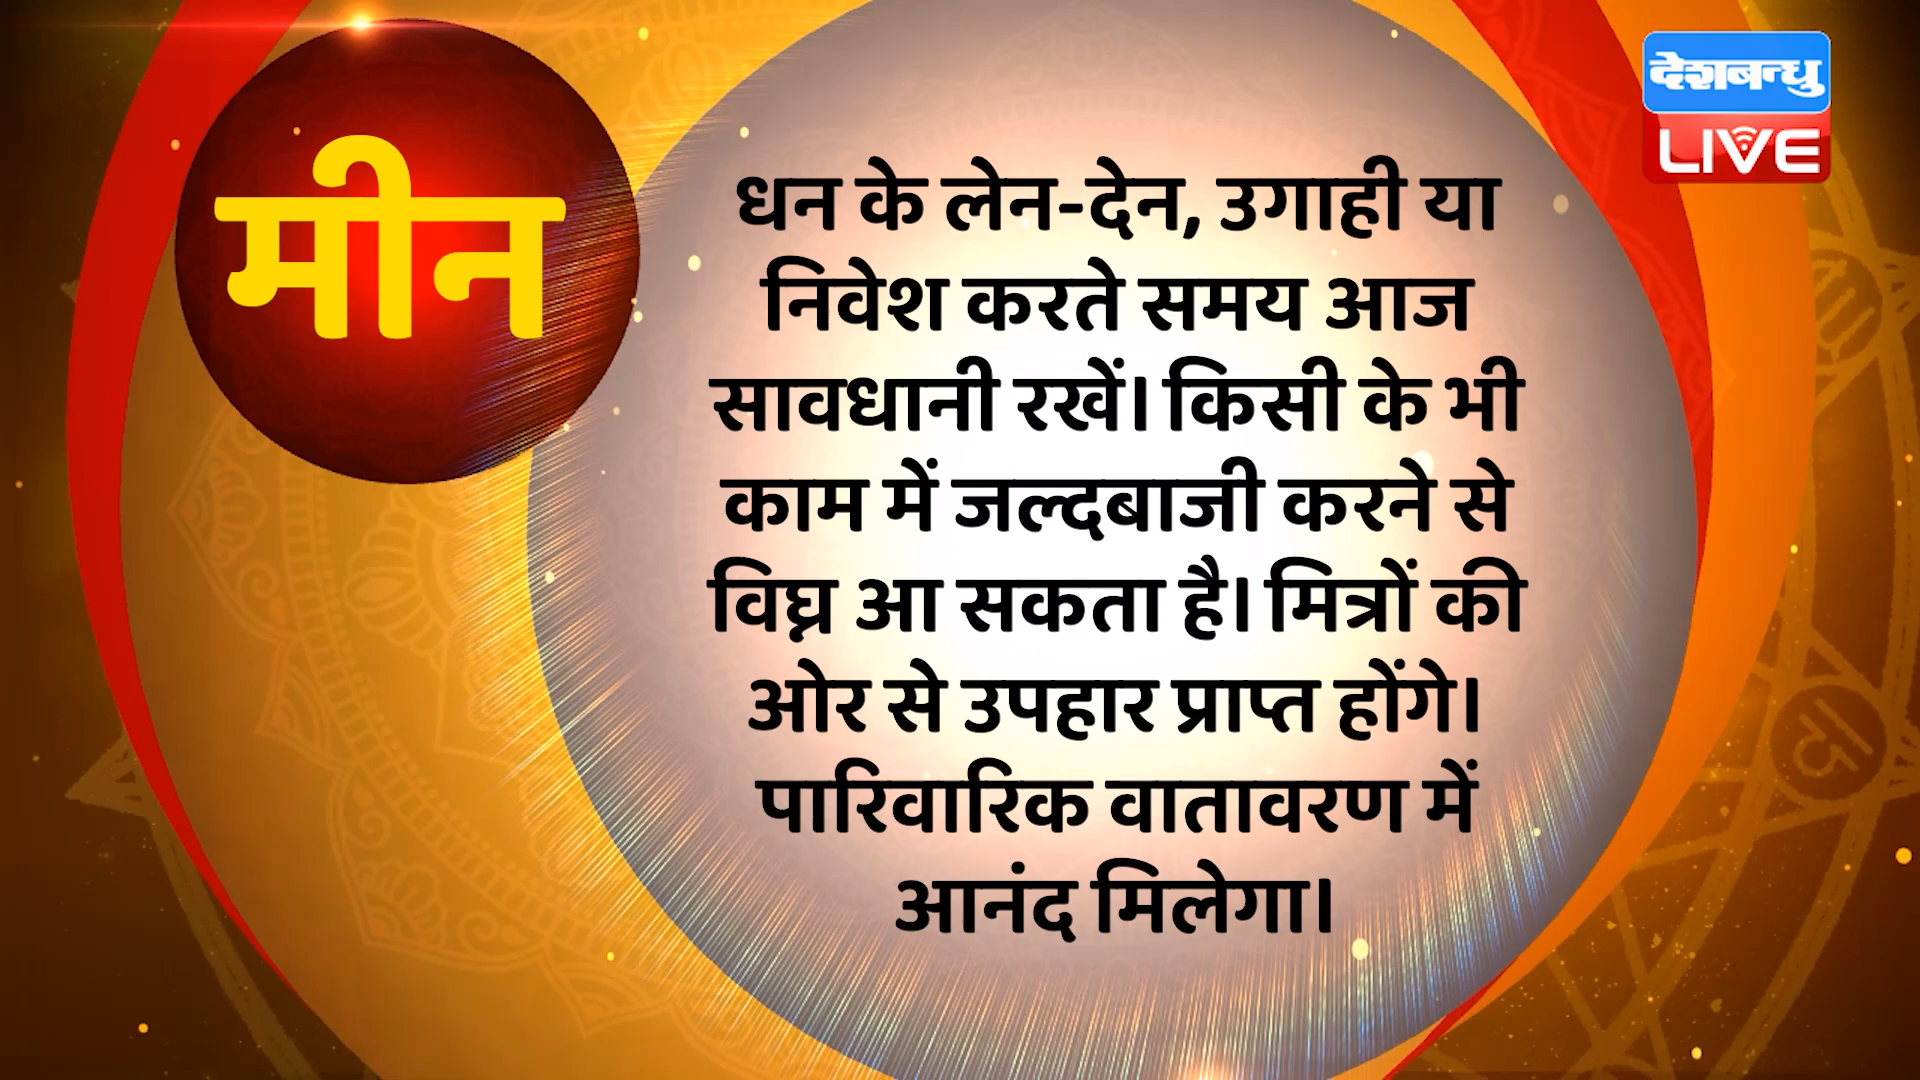 देशबन्धु
LIVE
मीन
धन के लेन-देन, उगाही या
निवेश करते समय आज
सावधानी रखें। किसी के भी
काम में जल्दबाजी करने से
विघ्न आ सकता है। मित्रों की
ओर से उपहार प्राप्त होंगे।
पारिवारिक वातावरण में
आनंद मिलेगा।